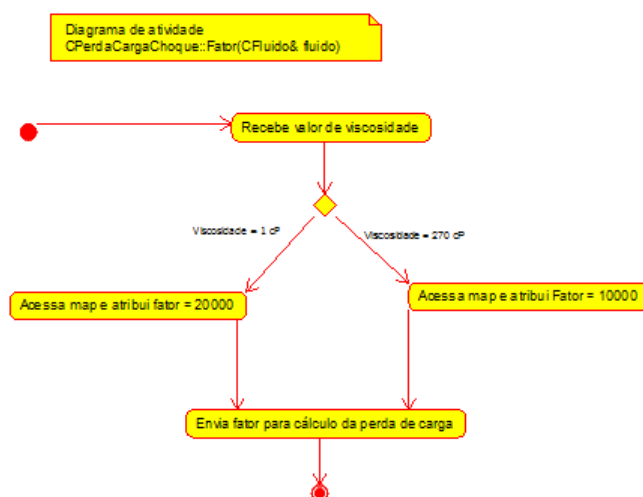 Diagrama de atividade
CPerdaCargaChoque::Fator(CFluido& fluido)
Recebe valor de viscosidade
Viscosidade = 1 cP
Viscosidade = 270 cP
Acessa map e atribui fator = 20000
Acessa map e atribui Fator = 10000
Envia fator para cálculo da perda de carga